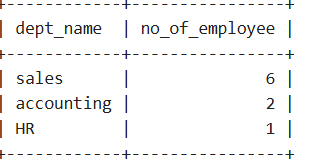 dept_name | no_of_employee |
sales | 6 |
accounting | 2 |
HR | 1 |